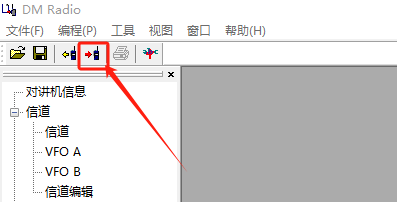 DM Radio
文件(F) 编程(P) 工具 视图 窗口 帮助(H)
对讲机信息
信道
信道
VFO A
VFO B
信道编辑